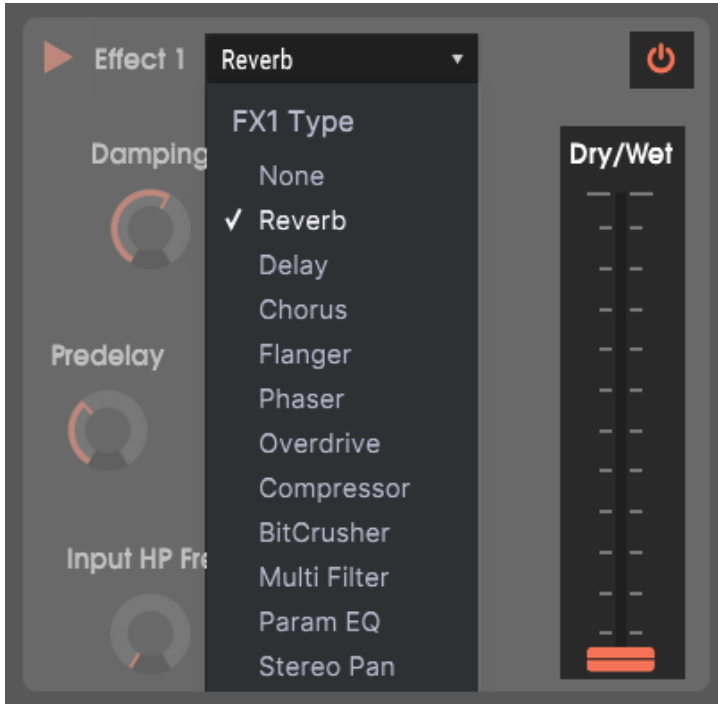 Effect 1
Reverb
FX1 Type
Damping
Dry/Wet
None
Reverb
Delay
Chorus
Predelay
Flanger
Phaser
Overdrive
Compressor
BitCrusher
Input HP Fre
Multi Filter
Param EQ
Stereo Pan